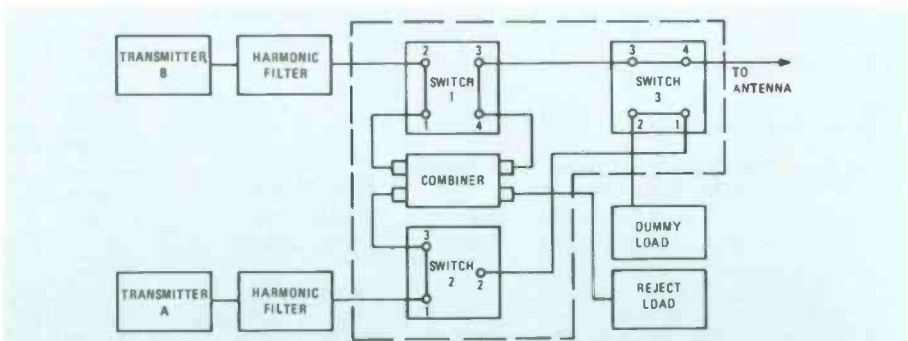 TRANSMITTER
B
HARMONIC
FILTER
2 3
SWITCH
1
1 4
3 4
SWITCH
3
2 1
TO
ANTENNA
COMBINER
3
SWITCH
2 2
1
DUMMY
LOAD
REJECT
LOAD
TRANSMITTER
A
HARMONIC
FILTER